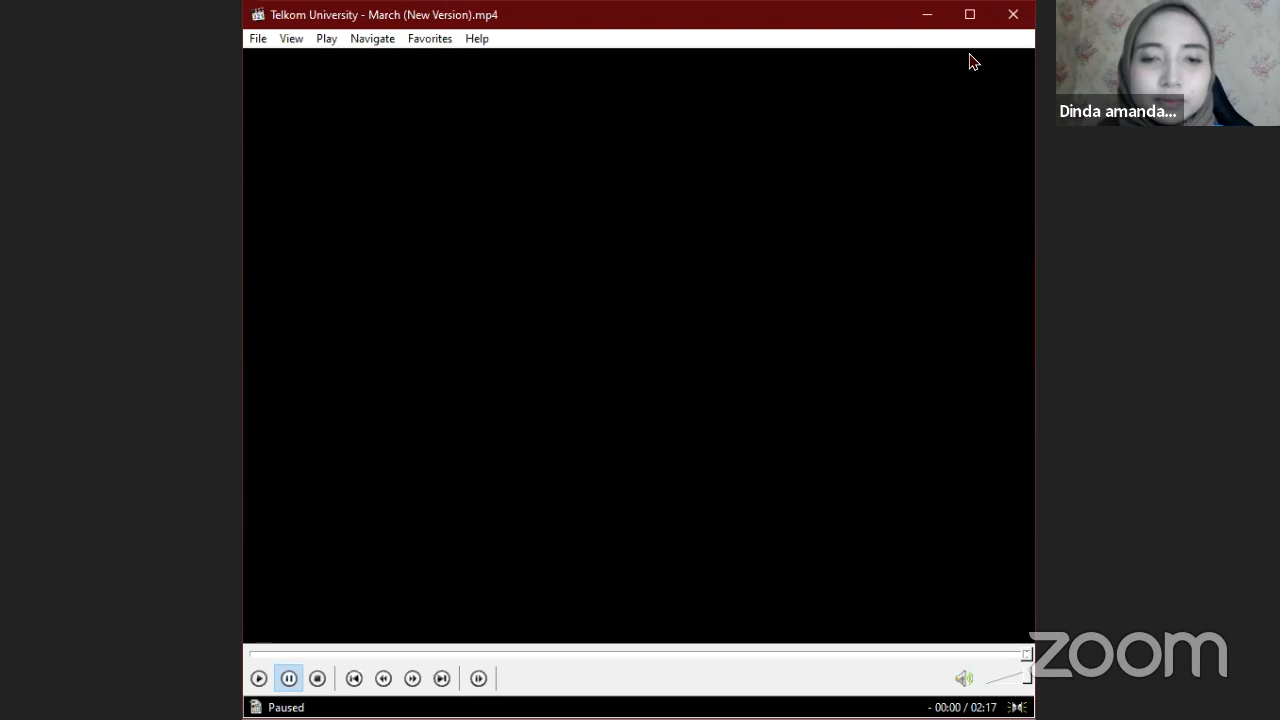 Telkom University - March (New Version).mp4
File View Play Navigate Favorites Help
Dinda amanda...
zoom
Paused
- 00:00 / 02:17